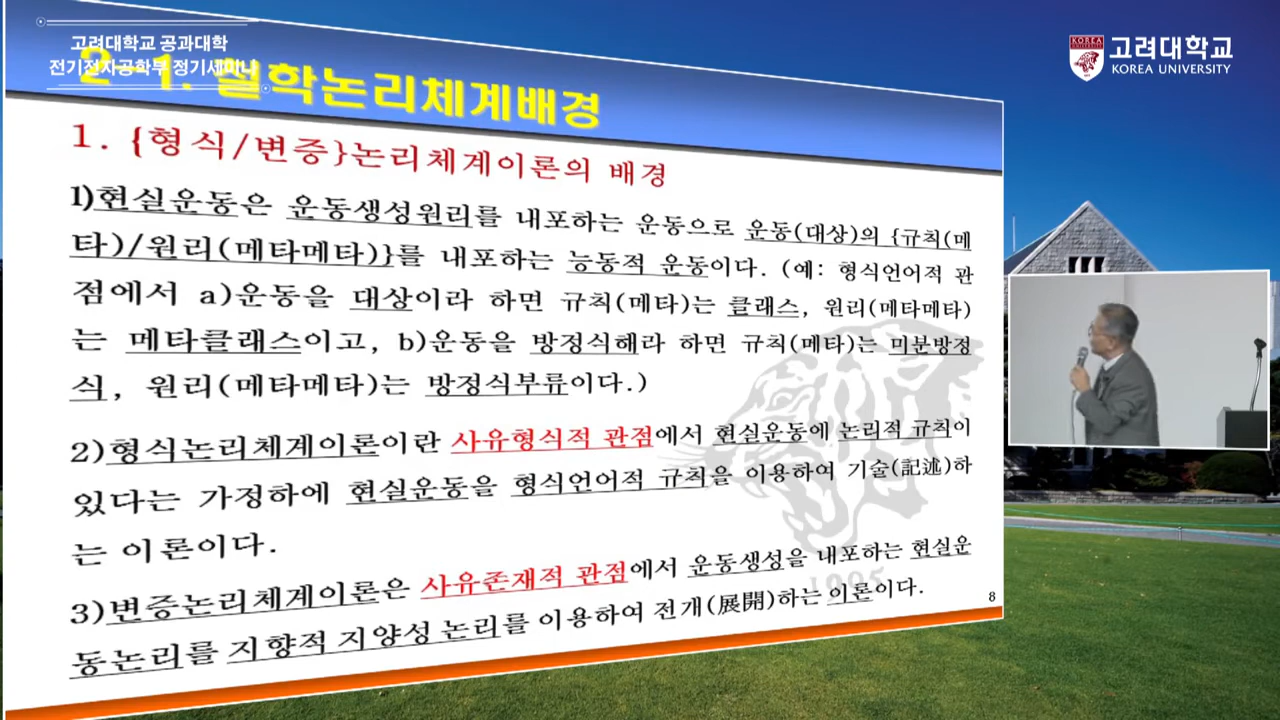 고려대학교 공과대학
전기전자공학부 정기세미나
고려대학교
KOREA UNIVERSITY
KOREA
2-1. 철학논리체계배경
1. {형식/변증}논리체계이론의 배경
1)현실운동은 운동생성원리를 내포하는 운동으로 운동(대상)의 {규칙(메
타)/원리(메타메타)}를 내포하는 능동적 운동이다. (예: 형식언어적 관
점에서 a)운동을 대상이라 하면 규칙(메타)는 클래스, 원리(메타메타)
는 메타클래스이고, b)운동을 방정식해라 하면 규칙(메타)는 미분방정
식, 원리(메타메타)는 방정식부류이다.)
2)형식논리체계이론이란 사유형식적 관점에서 현실운동에 논리적 규칙이
있다는 가정하에 현실운동을 형식언어적 규칙을 이용하여 기술(記述)하
는 이론이다.
3)변증논리체계이론은 사유존재적 관점에서 운동생성을 내포하는 현실운
동논리를 지향적 지양성 논리를 이용하여 전개(展開)하는 이론이다.
1905
8